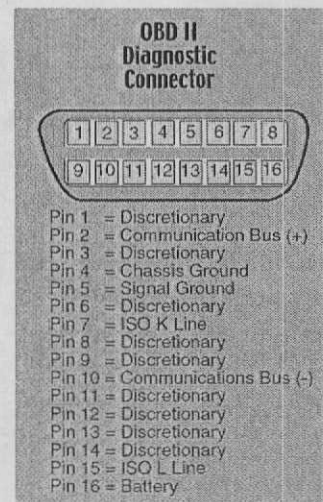 OBD II
Diagnostic
Connector
1 2 3 4 5 6 7 8
9 10 11 12 13 14 15 16
Pin 1 = Discretionary
Pin 2 = Communication Bus (+)
Pin 3 = Discretionary
Pin 4 = Chassis Ground
Pin 5 = Signal Ground
Pin 6 = Discretionary
Pin 7 = ISO K Line
Pin 8 = Discretionary
Pin 9 = Discretionary
Pin 10 = Communications Bus (-)
Pin 11 = Discretionary
Pin 12 = Discretionary
Pin 13 = Discretionary
Pin 14 = Discretionary
Pin 15 = ISO L Line
Pin 16 = Battery